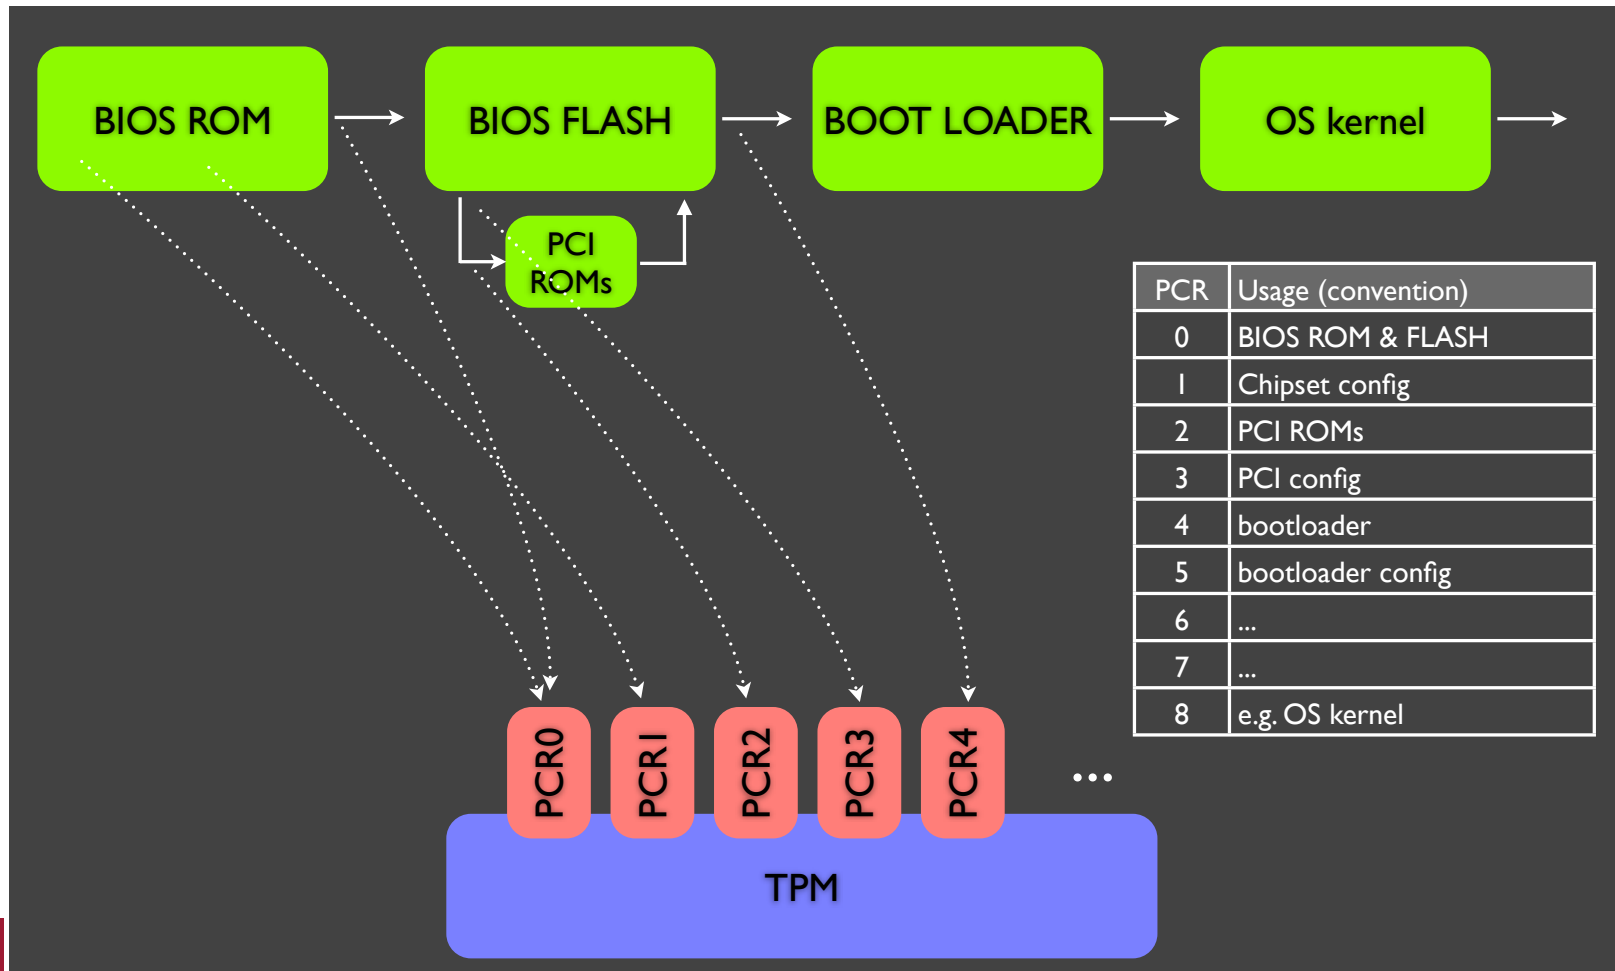 BIOS ROM
BIOS FLASH
BOOT LOADER
OS kernel
PCI
ROMs
PCR Usage (convention)
0 BIOS ROM & FLASH
1 Chipset config
2 PCI ROMs
3 PCI config
4 bootloader
5 bootloader config
6 ...
7 ...
8 e.g. OS kernel
PCR0
PCR1
PCR2
PCR3
PCR4
...
TPM